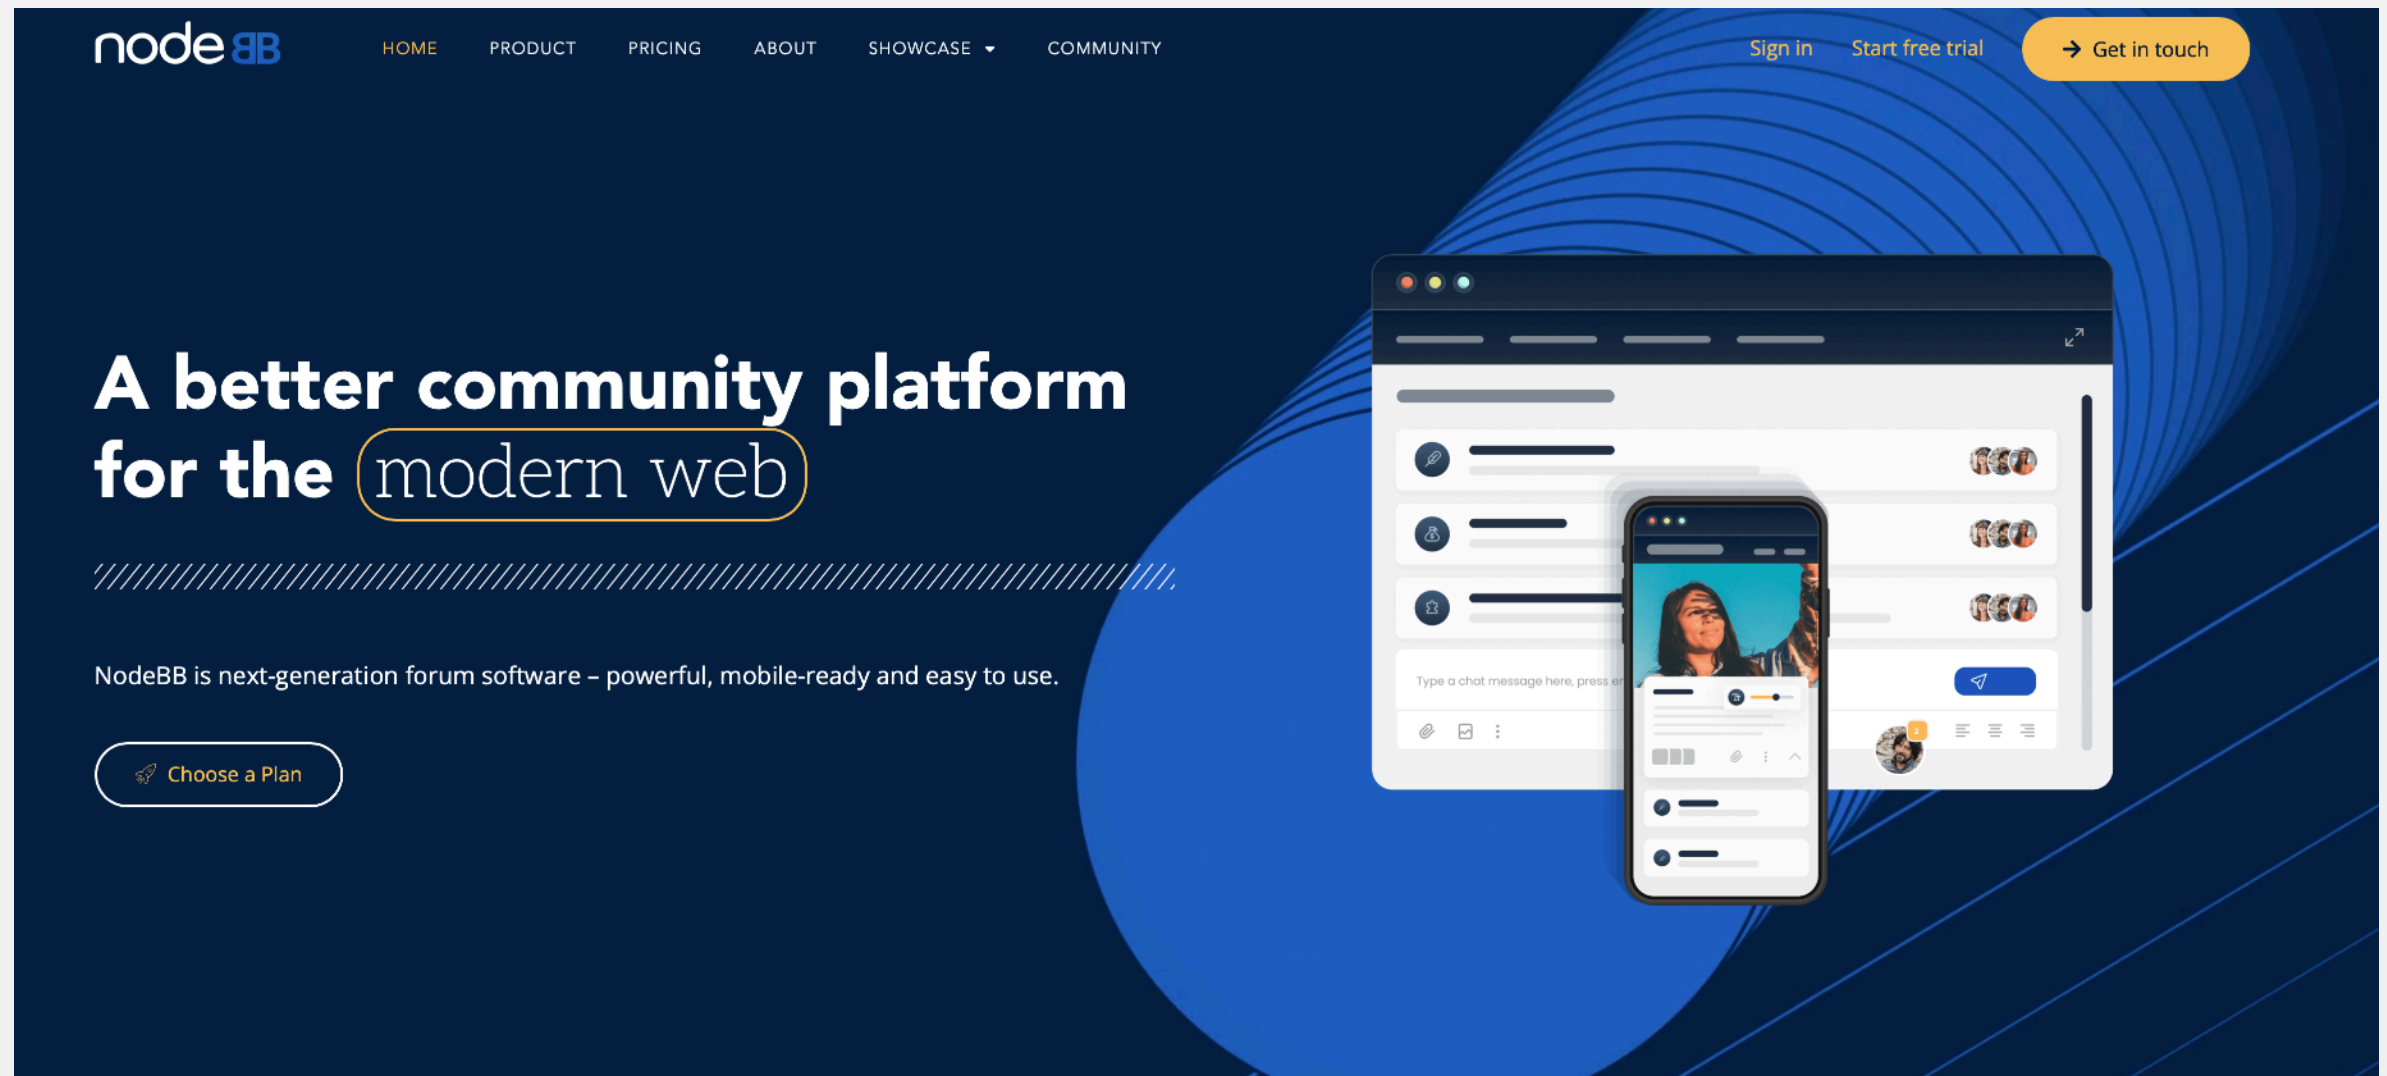 nodeBB HOME PRODUCT PRICING ABOUT SHOWCASE COMMUNITY Sign in Start free trial Get in touch
A better community platform
for the modern web
NodeBB is next-generation forum software – powerful, mobile-ready and easy to use.
Choose a Plan
Type a chat message here, press
2